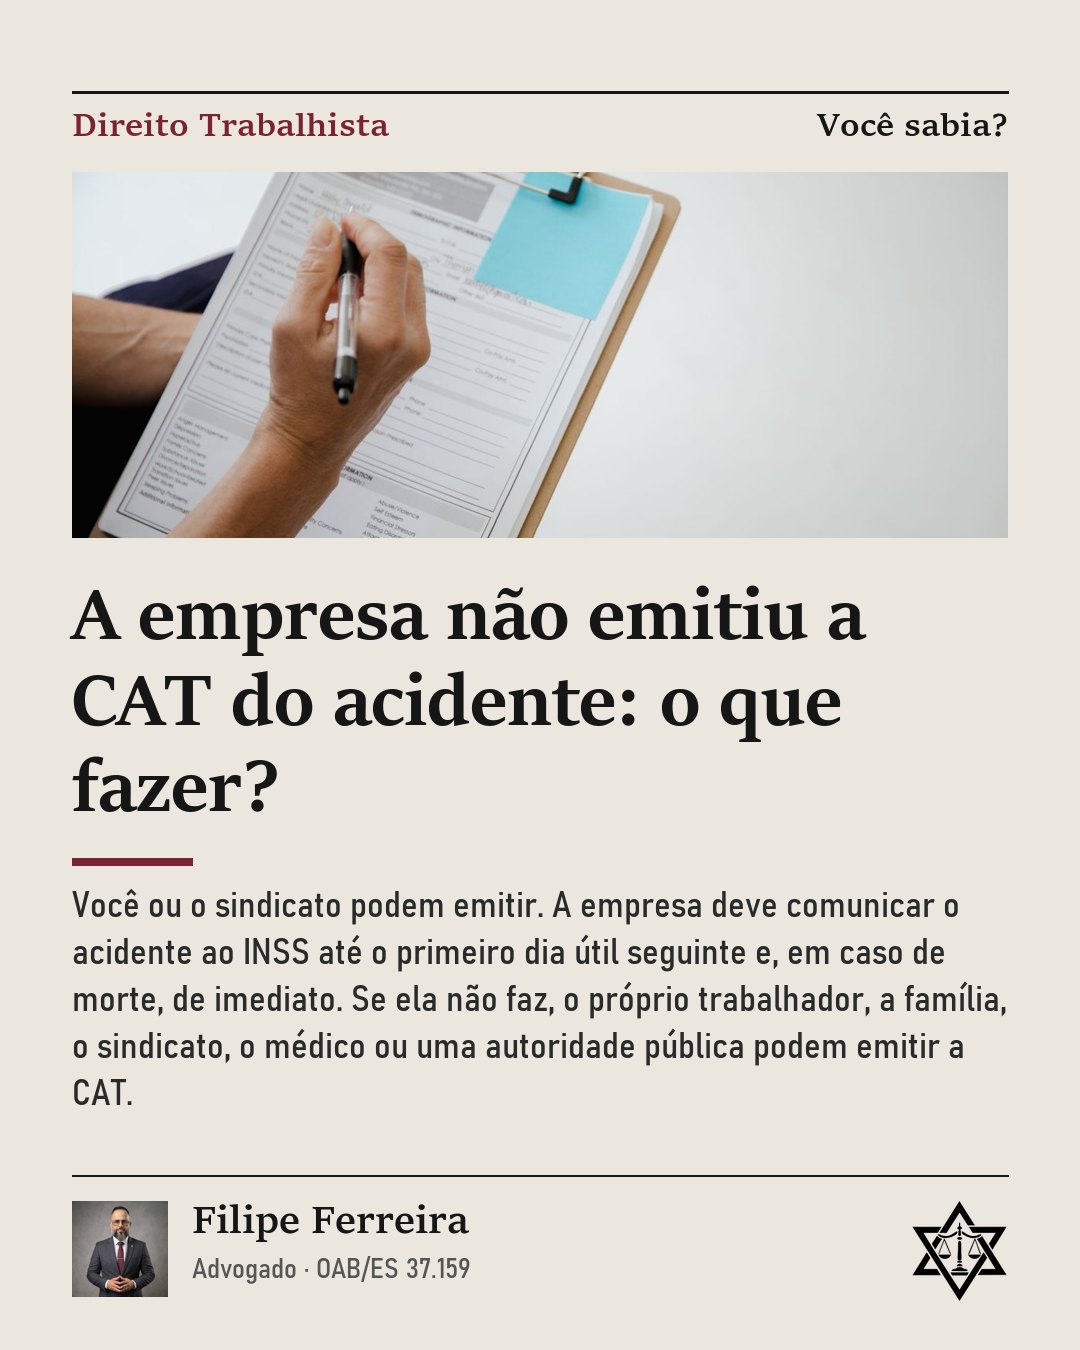 Direito Trabalhista
Você sabia?
A empresa não emitiu a
CAT do acidente: o que
fazer?
Você ou o sindicato podem emitir. A empresa deve comunicar o
acidente ao INSS até o primeiro dia útil seguinte e, em caso de
morte, de imediato. Se ela não faz, o próprio trabalhador, a família,
o sindicato, o médico ou uma autoridade pública podem emitir a
CAT.
Filipe Ferreira
Advogado · OAB/ES 37.159